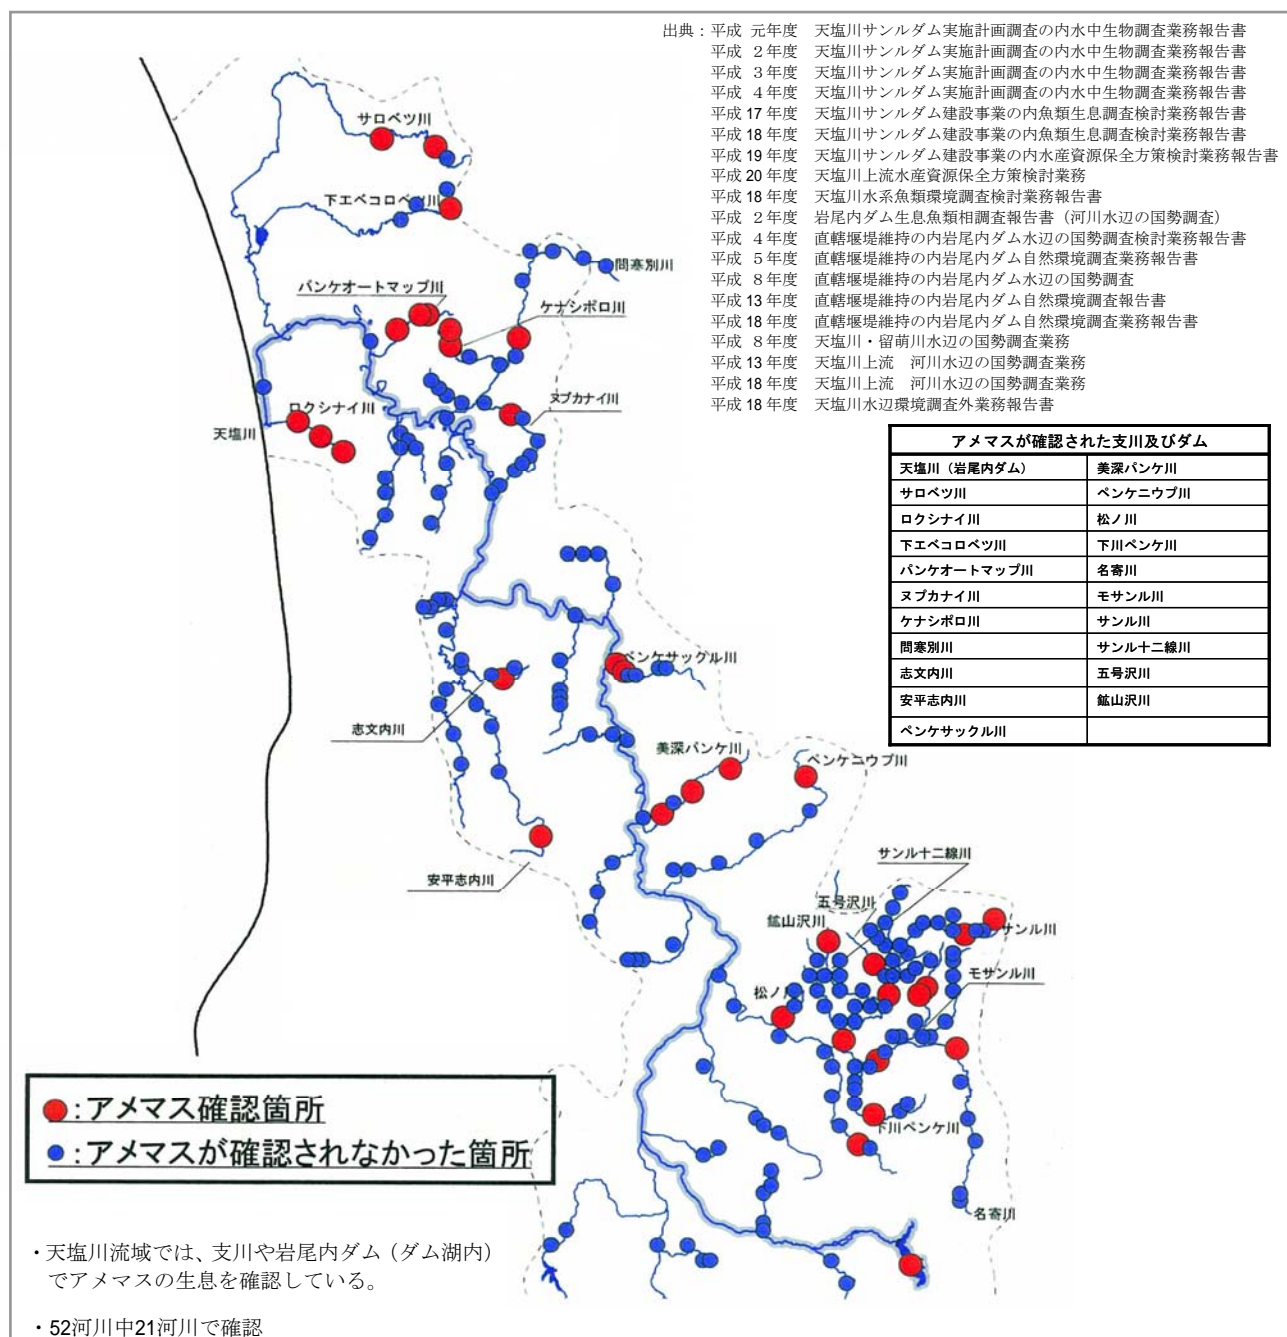 出典：平成 元年度 天塩川サンルダム実施計画調査の内水中生物調査業務報告書
平成 2年度 天塩川サンルダム実施計画調査の内水中生物調査業務報告書
平成 3年度 天塩川サンルダム実施計画調査の内水中生物調査業務報告書
平成 4年度 天塩川サンルダム実施計画調査の内水中生物調査業務報告書
平成 17年度 天塩川サンルダム建設事業の内魚類生息調査検討業務報告書
平成 18年度 天塩川サンルダム建設事業の内魚類生息調査検討業務報告書
平成 19年度 天塩川サンルダム建設事業の内水産資源保全方策検討業務報告書
平成 20年度 天塩川上流水産資源保全方策検討業務
平成 18年度 天塩川水系魚類環境調査検討業務報告書
平成 2年度 岩尾内ダム生息魚類相調査報告書（河川水辺の国勢調査）
平成 4年度 直轄堰堤維持の内岩尾内ダム水辺の国勢調査検討業務報告書
平成 5年度 直轄堰堤維持の内岩尾内ダム自然環境調査業務報告書
平成 8年度 直轄堰堤維持の内岩尾内ダム水辺の国勢調査
平成 13年度 直轄堰堤維持の内岩尾内ダム自然環境調査報告書
平成 18年度 直轄堰堤維持の内岩尾内ダム自然環境調査業務報告書
平成 8年度 天塩川・留萌川水辺の国勢調査業務
平成 13年度 天塩川上流 河川水辺の国勢調査業務
平成 18年度 天塩川上流 河川水辺の国勢調査業務
平成 18年度 天塩川水辺環境調査外業務報告書
サロベツ川
下エベコロベツ川
問寒別川
パンケオートマップ川
ケナシポロ川
ロクシナイ川
ヌプカナイ川
天塩川
アメマスが確認された支川及びダム
天塩川（岩尾内ダム） 美深パンケ川
サロベツ川 ペンケニウプ川
ロクシナイ川 松ノ川
下エベコロベツ川 下川ペンケ川
パンケオートマップ川 名寄川
ヌプカナイ川 モサンル川
ケナシポロ川 サンル川
問寒別川 サンル十二線川
志文内川 五号沢川
安平志内川 鉱山沢川
ペンケサックル川
ペンケサックル川
志文内川
美深パンケ川
ペンケニウプ川
安平志内川
サンル十二線川
五号沢川
鉱山沢川
サンル川
モサンル川
松ノ川
下川ペンケ川
名寄川
：アメマス確認箇所
：アメマスが確認されなかった箇所
・天塩川流域では、支川や岩尾内ダム（ダム湖内）
でアメマスの生息を確認している。
・52河川中21河川で確認